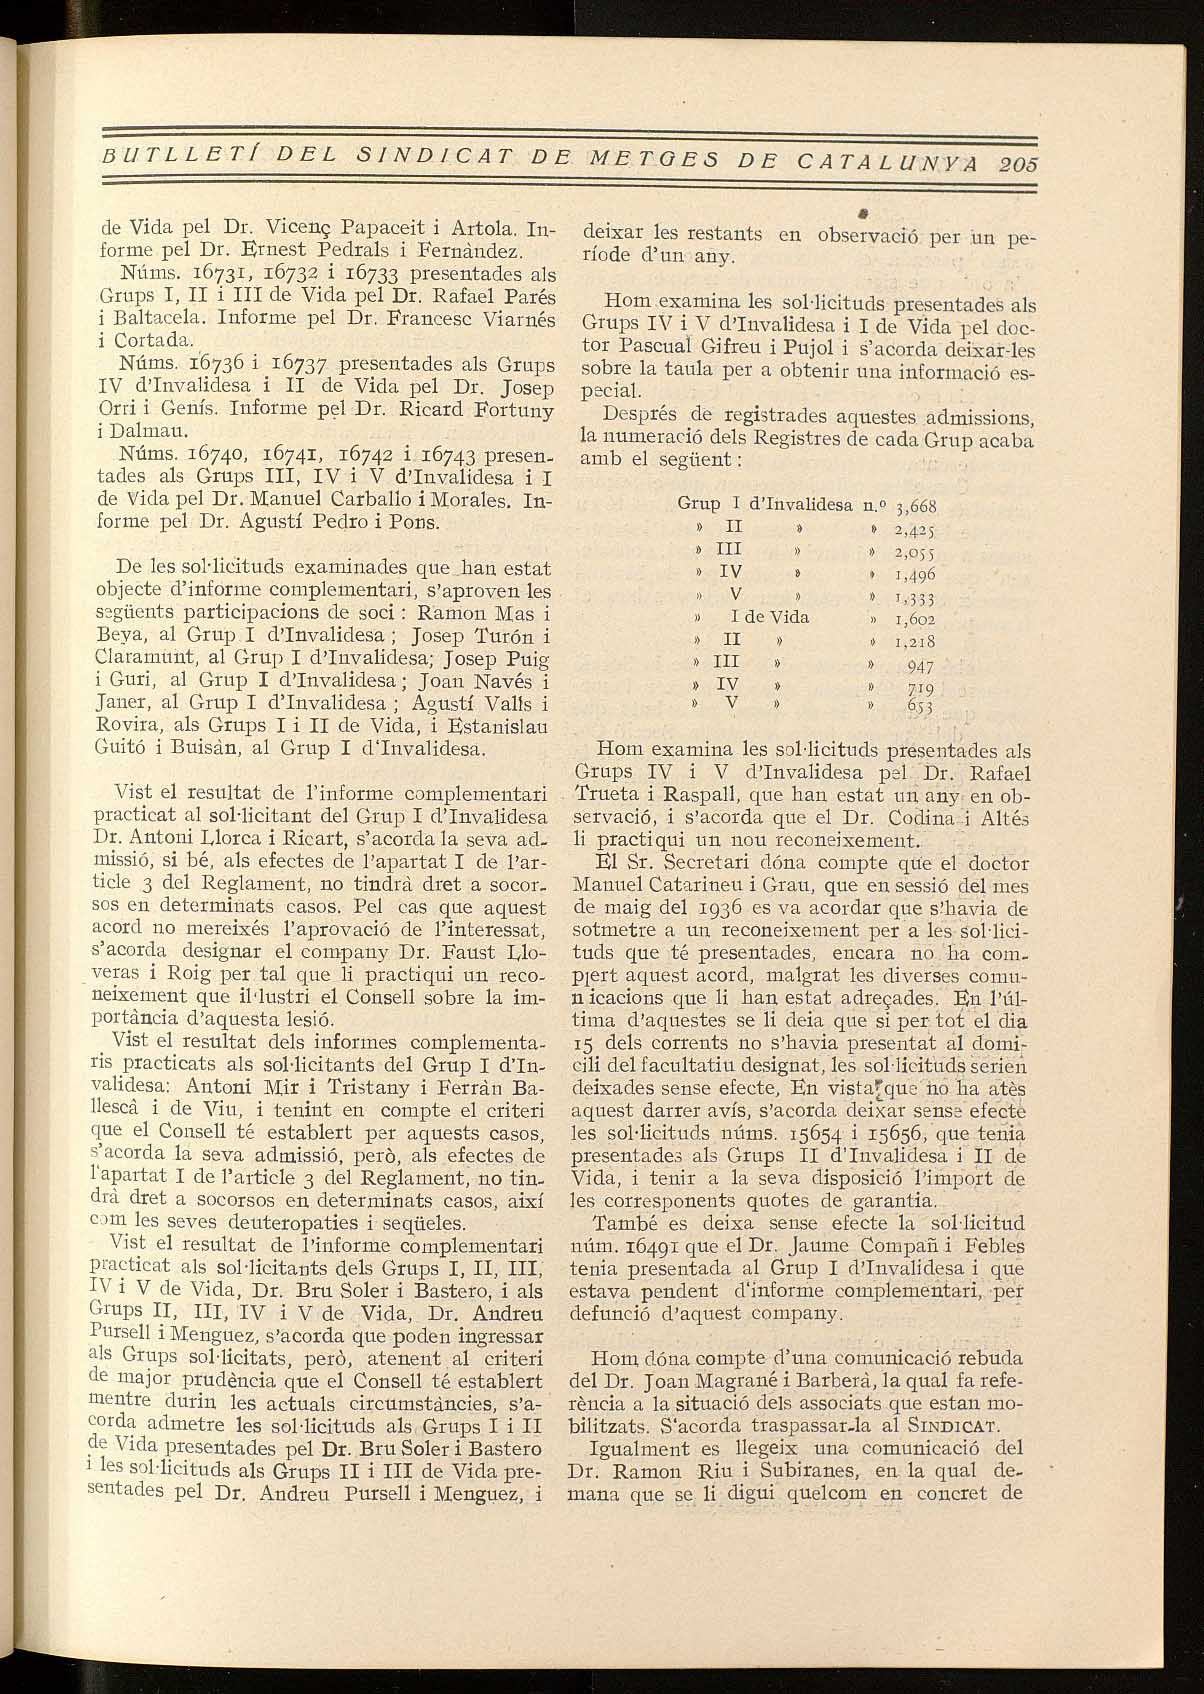 BUTLLETÍ DEL SINDICAT DE METGES DE CATALUNYA 205
de Vida pel Dr. Vicenç Papaceit i Artola. In-
forme pel Dr. Ernest Pedrals i Fernàndez.
Núms. 16731, 16732 i 16733 presentades als
Grups I, II i III de Vida pel Dr. Rafael Parés
i Baltacela. Informe pel Dr. Francesc Viarnés
i Cortada.
Núms. 16736 i 16737 presentades als Grups
IV d'Invalidesa i II de Vida pel Dr. Josep
Orri i Genís. Informe pel Dr. Ricard Fortuny
i Dalmau.
Núms. 16740, 16741, 16742 i 16743 presen-
tades als Grups III, IV i V d'Invalidesa i I
de Vida pel Dr. Manuel Carballo i Morales. In-
forme pel Dr. Agustí Pedro i Pons.
De les sol·licituds examinades que han estat
objecte d'informe complementari, s'aproven les
següents participacions de soci : Ramon Mas i
Beya, al Grup I d'Invalidesa ; Josep Turón i
Claramunt, al Grup I d'Invalidesa; Josep Puig
i Guri, al Grup I d'Invalidesa ; Joan Navés i
Janer, al Grup I d'Invalidesa ; Agustí Valls i
Rovira, als Grups I i II de Vida, i Estanislau
Guitó i Buisàn, al Grup I d'Invalidesa.
Vist el resultat de l'informe complementari
practicat al sol·licitant del Grup I d'Invalidesa
Dr. Antoni Llorca i Ricart, s'acorda la seva ad-
missió, si bé, als efectes de l'apartat I de l'ar-
ticle 3 del Reglament, no tindrà dret a socor-
sos en determinats casos. Pel cas que aquest
acord no mereixés l'aprovació de l'interessat,
s'acorda designar el company Dr. Faust Llo-
veras i Roig per tal que li practiqui un reco-
neixement que il·lustri el Consell sobre la im-
portància d'aquesta lesió.
Vist el resultat dels informes complementa-
ris practicats als sol·licitants del Grup I d'In-
validesa: Antoni Mir i Tristany i Ferràn Ba-
llescà i de Viu, i tenint en compte el criteri
que el Consell té establert per aquests casos,
s'acorda la seva admissió, però, als efectes de
l'apartat I de l'article 3 del Reglament, no tin-
drà dret a socorsos en determinats casos, així
com les seves deuteropaties i seqüeles.
Vist el resultat de l'informe complementari
practicat als sol·licitants dels Grups I, II, III,
IV i V de Vida, Dr. Bru Soler i Bastero, i als
Grups II, III, IV i V de Vida, Dr. Andreu
Pursell i Menguez, s'acorda que poden ingressar
als Grups sol·licitats, però, atenent al criteri
de major prudència que el Consell té establert
mentre durin les actuals circumstàncies, s'a-
corda admetre les sol·licituds als Grups I i II
de Vida presentades pel Dr. Bru Soler i Bastero
i les sol·licituds als Grups II i III de Vida pre-
sentades pel Dr. Andreu Pursell i Menguez, i
deixar les restants en observació per un pe-
ríode d'un any.
Hom examina les sol·licituds presentades als
Grups IV i V d'Invalidesa i I de Vida pel doc-
tor Pascual Gifreu i Pujol i s'acorda deixar-les
sobre la taula per a obtenir una informació es-
pecial.
Després de registrades aquestes admissions,
la numeració dels Registres de cada Grup acaba
amb el següent :
Grup I d'Invalidesa n.º 3,668
» II » » 2,425
» III » » 2,055
» IV » » 1,496
» V » » 1,333
» I de Vida » 1,602
» II » » 1,218
» III » » 947
» IV » » 719
» V » » 653
Hom examina les sol·licituds presentades als
Grups IV i V d'Invalidesa pel Dr. Rafael
Trueta i Raspall, que han estat un any en ob-
servació, i s'acorda que el Dr. Codina i Altés
li practiqui un nou reconeixement.
El Sr. Secretari dóna compte que el doctor
Manuel Catarineu i Grau, que en sessió del mes
de maig del 1936 es va acordar que s'havia de
sotmetre a un reconeixement per a les sol·lici-
tuds que té presentades, encara no ha com-
plert aquest acord, malgrat les diverses comu-
nicacions que li han estat adreçades. En l'úl-
tima d'aquestes se li deia que si per tot el dia
15 dels corrents no s'havia presentat al domi-
cili del facultatiu designat, les sol·licituds serien
deixades sense efecte, En vista que no ha atès
aquest darrer avís, s'acorda deixar sense efecte
les sol·licituds núms. 15654 i 15656, que tenia
presentades als Grups II d'Invalidesa i II de
Vida, i tenir a la seva disposició l'import de
les corresponents quotes de garantia.
També es deixa sense efecte la sol·licitud
núm. 16491 que el Dr. Jaume Compañ i Febles
tenia presentada al Grup I d'Invalidesa i que
estava pendent d'informe complementari, per
defunció d'aquest company.
Hom dóna compte d'una comunicació rebuda
del Dr. Joan Magrané i Barberà, la qual fa refe-
rència a la situació dels associats que estan mo-
bilitzats. S'acorda traspassar-la al SINDICAT.
Igualment es llegeix una comunicació del
Dr. Ramon Riu i Subiranes, en la qual de-
mana que se li digui quelcom en concret de